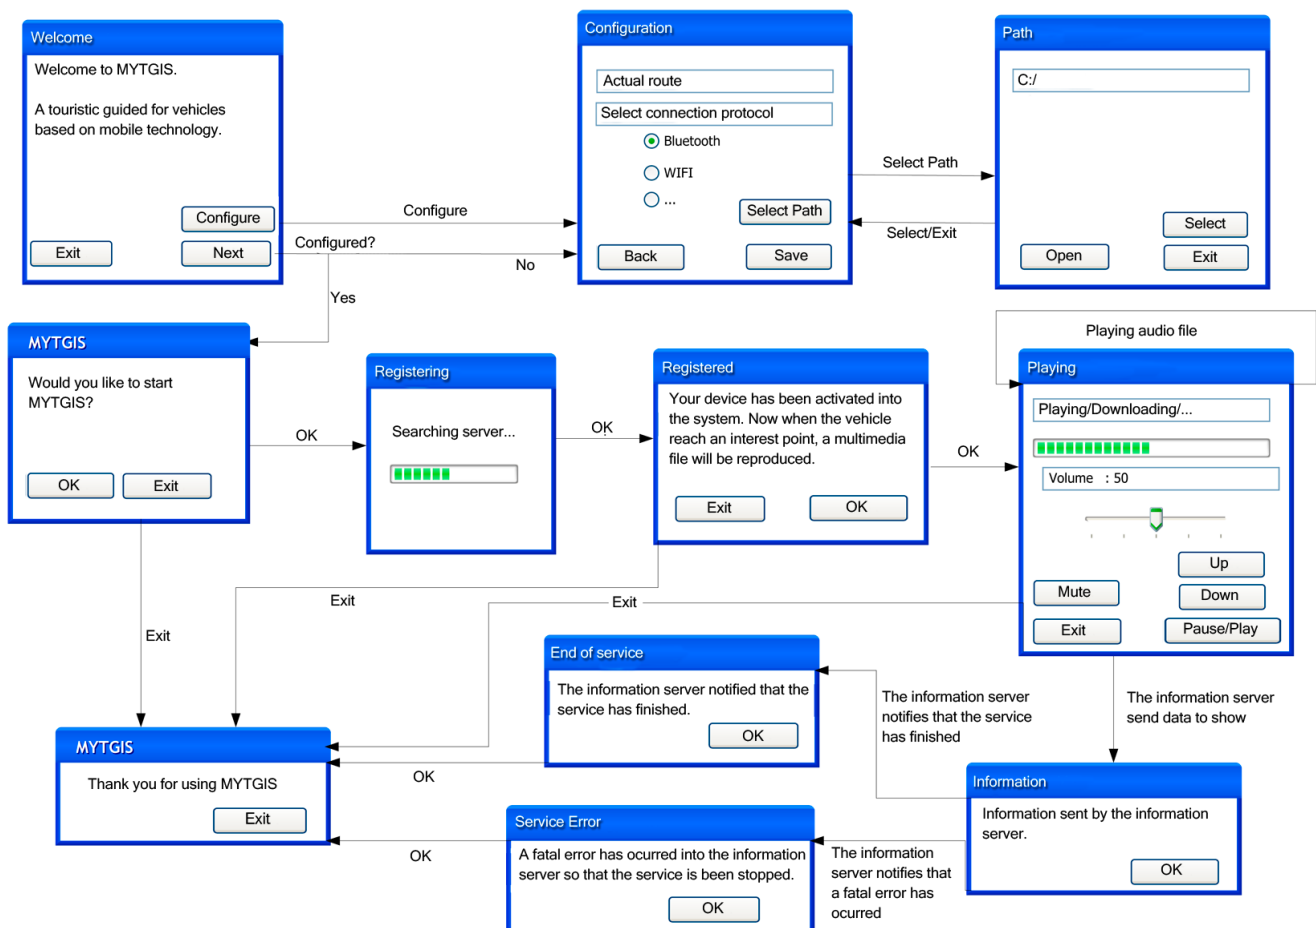 Welcome
Welcome to MYTGIS.
A touristic guided for vehicles
based on mobile technology.
Configure
Exit
Next
Configure
Configured?
No
Yes
Configuration
Actual route
Select connection protocol
Bluetooth
WIFI
...
Select Path
Back
Save
Select Path
Select/Exit
Path
C:/
Select
Open
Exit
MYTGIS
Would you like to start
MYTGIS?
OK
Exit
OK
Registering
Searching server...
OK
Registered
Your device has been activated into
the system. Now when the vehicle
reach an interest point, a multimedia
file will be reproduced.
Exit
OK
OK
Playing audio file
Playing
Playing/Downloading/...
Volume : 50
Up
Mute
Down
Exit
Pause/Play
Exit
Exit
Exit
End of service
The information server notified that the
service has finished.
OK
The information server
notifies that the service
has finished
The information server
send data to show
MYTGIS
Thank you for using MYTGIS
Exit
OK
Information
Information sent by the information
server.
OK
Service Error
A fatal error has ocurred into the information
server so that the service is been stopped.
OK
OK
The information
server notifies that
a fatal error has
ocurred